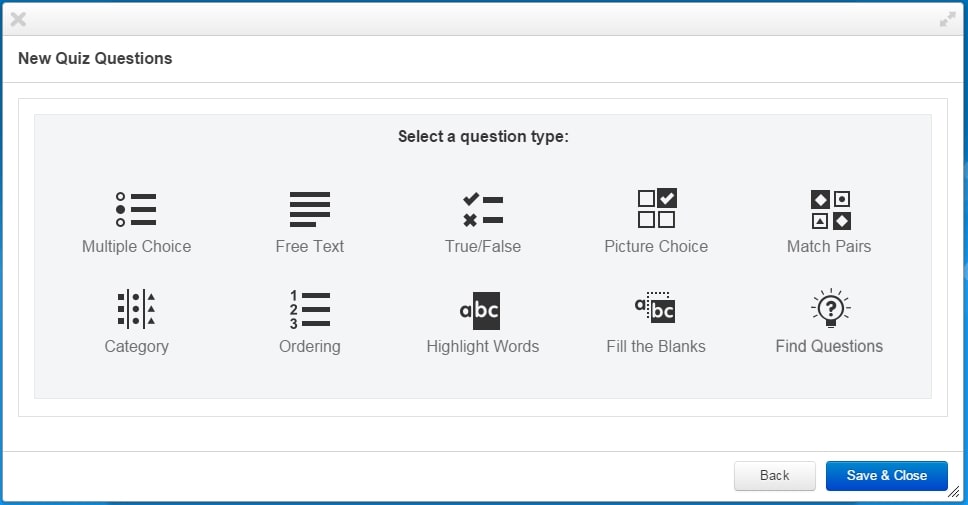 New Quiz Questions
Select a question type:
Multiple Choice
Free Text
True/False
Picture Choice
Match Pairs
1
2
3
abc
abc
?
Category
Ordering
Highlight Words
Fill the Blanks
Find Questions
Back
Save & Close